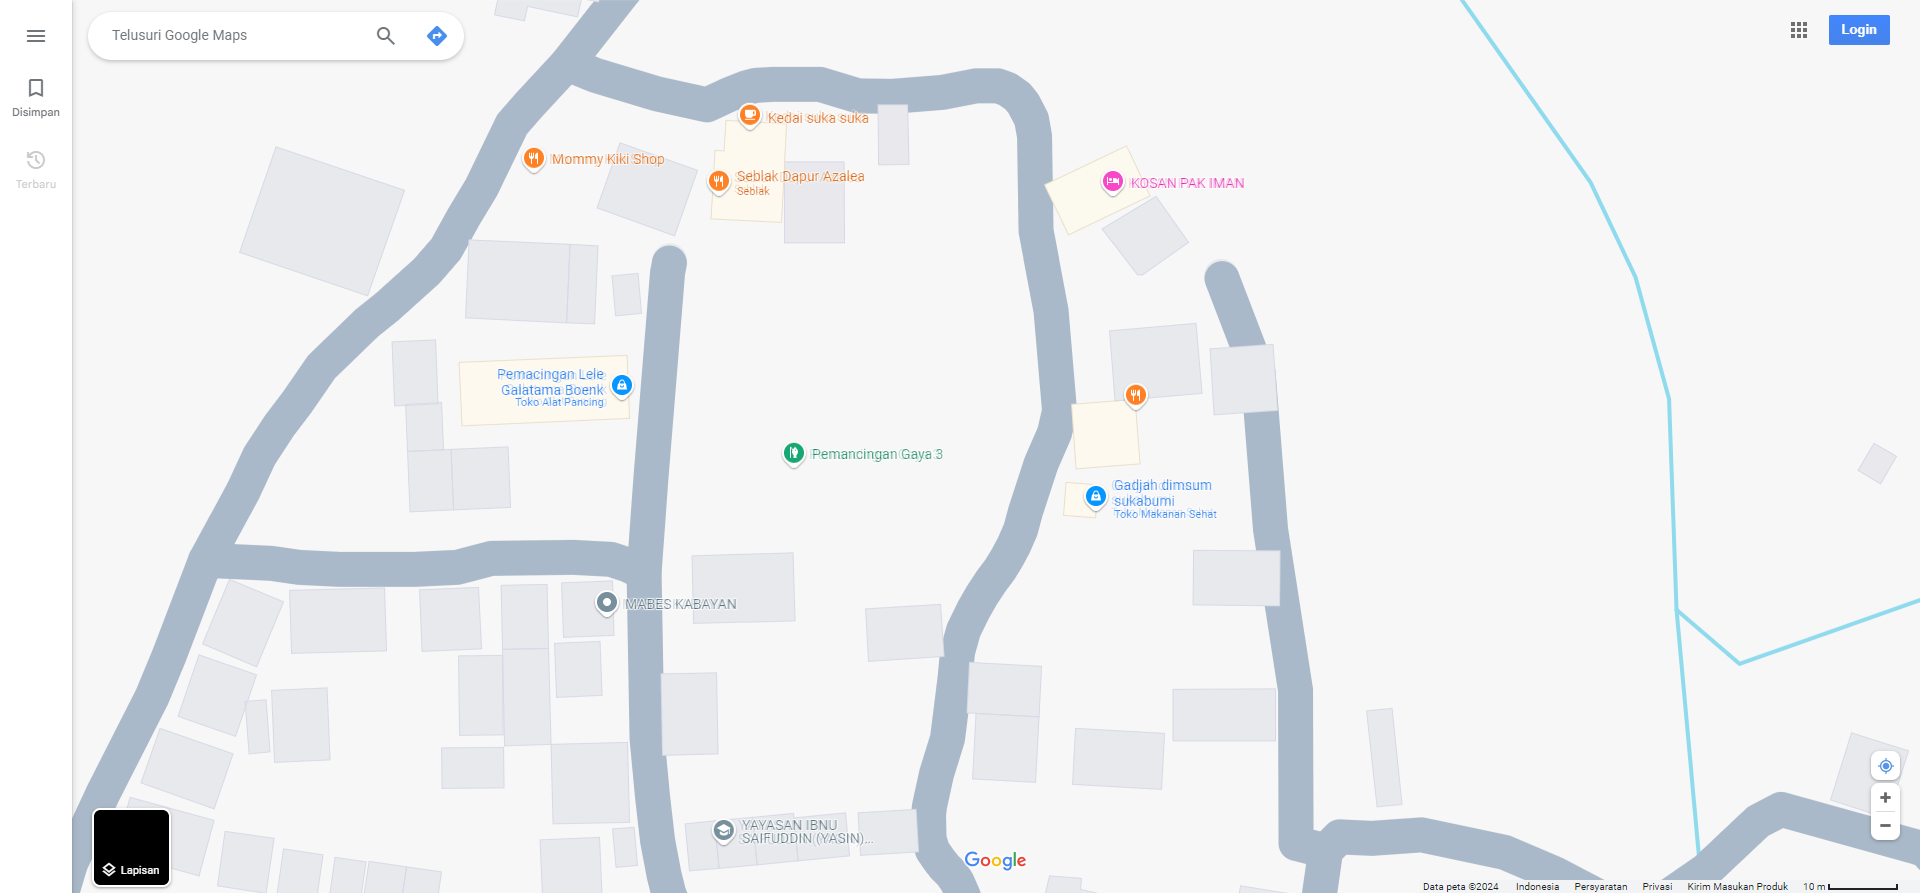 Telusuri Google Maps
Login
Disimpan
Terbaru
Kedai suka suka
Mommy Kiki Shop
Seblak Dapur Azalea
Seblak
KOSAN PAK IMAN
Pemacingan Lele
Galatama Boenk
Toko Alat Pancing
Pemancingan Gaya 3
Gadjah dimsum
sukabumi
Toko Makanan Sehat
MABES KABAYAN
YAYASAN IBNU
SAIFUDDIN (YASIN)...
Lapisan
Google
Data peta ©2024 Indonesia Persyaratan Privasi Kirim Masukan Produk 10 m